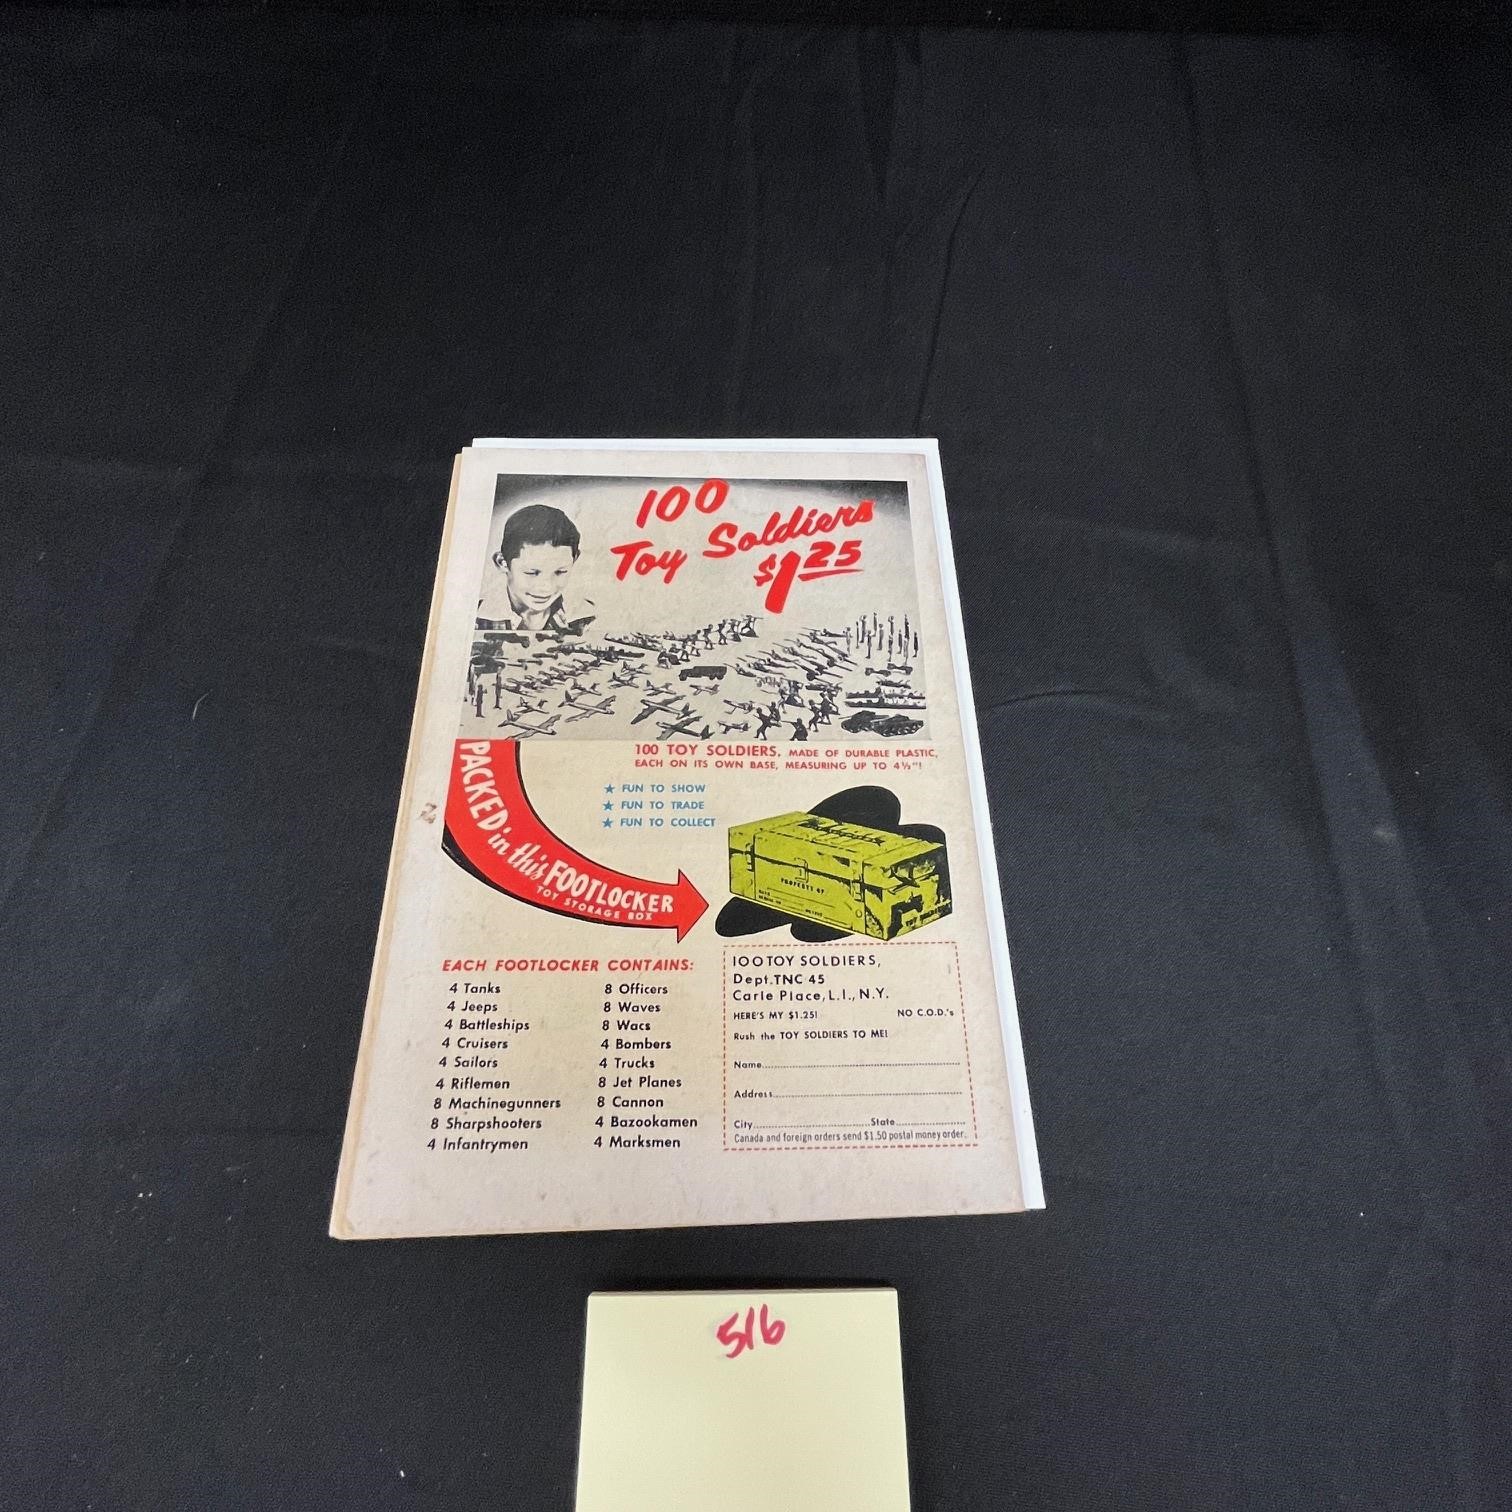 100
Toy Soldiers
$1.25
100 TOY SOLDIERS, MADE OF DURABLE PLASTIC,
EACH ON ITS OWN BASE, MEASURING UP TO 4½"!
★ FUN TO SHOW
★ FUN TO TRADE
★ FUN TO COLLECT
PACKED in this FOOTLOCKER
TOY STORAGE BOX
PROPERTY OF
TOY SOLDIERS
EACH FOOTLOCKER CONTAINS:
4 Tanks
4 Jeeps
4 Battleships
4 Cruisers
4 Sailors
4 Riflemen
8 Machinegunners
8 Sharpshooters
4 Infantrymen
8 Officers
8 Waves
8 Wacs
4 Bombers
4 Trucks
8 Jet Planes
8 Cannon
4 Bazookamen
4 Marksmen
100 TOY SOLDIERS,
Dept. TNC 45
Carle Place, L.I., N.Y.
HERE'S MY $1.25! NO C.O.D.'s
Rush the TOY SOLDIERS TO ME!
Name
Address
City State
Canada and foreign orders send $1.50 postal money order.
516